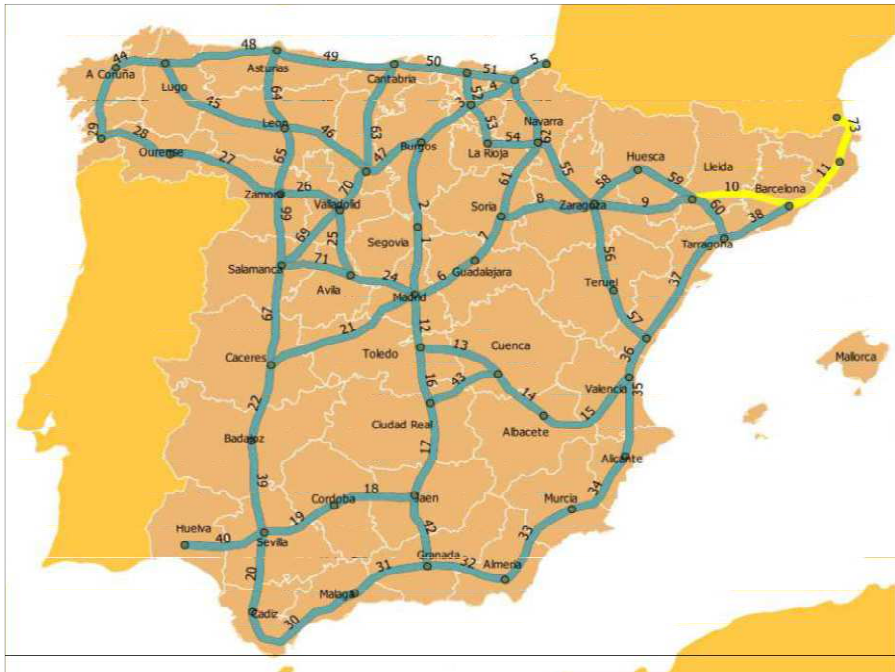 48
49
50
51
5
44
A Coruña
Lugo
Asturias
Cantabria
52
4
3
64
45
Leon
46
63
47
Burgos
53
54
La Rioja
Navarra
62
55
73
29
28
Ourense
27
65
Zamora
26
70
Valladolid
66
69
25
2
1
Segovia
61
Soria
8
7
Huesca
58
59
Zaragoza
9
Lleida
10
Barcelona
11
60
38
Tarragona
37
Salamanca
71
Avila
24
Madrid
6
Guadalajara
56
Teruel
57
67
21
12
Toledo
13
Cuenca
36
Caceres
16
43
14
Valencia
35
Mallorca
22
Ciudad Real
Albacete
15
Badajoz
17
Alicante
39
18
Cordoba
Jaen
Murcia
34
19
Huelva
40
Sevilla
42
33
20
Granada
31
32
Almeria
Malaga
Cadiz
30